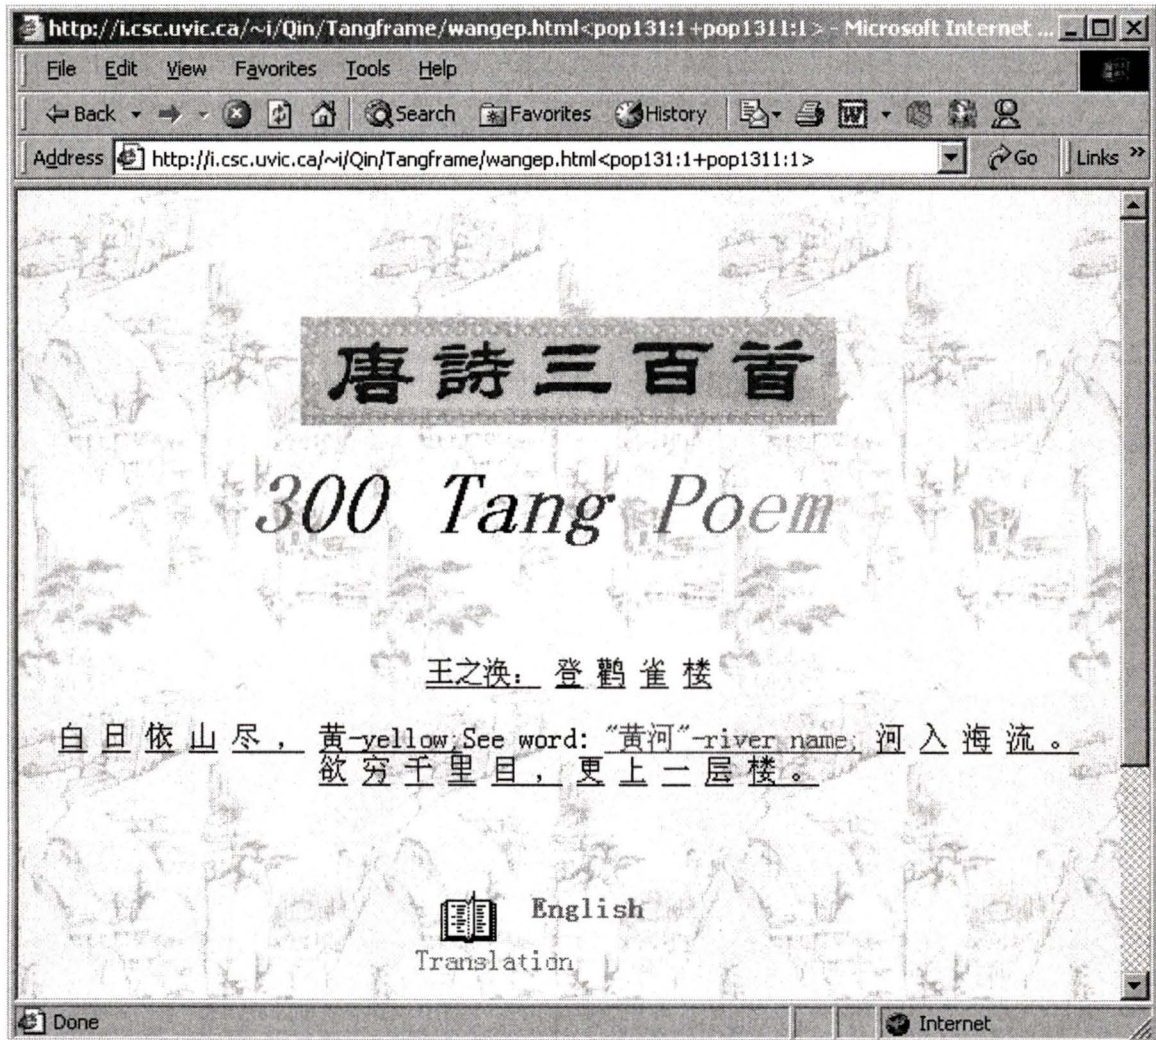 http://i.csc.uvic.ca/~i/Qin/Tangframe/wangep.html<pop131:1+pop1311:1> - Microsoft Internet ...
File Edit View Favorites Tools Help
Back Search Favorites History
Address http://i.csc.uvic.ca/~i/Qin/Tangframe/wangep.html<pop131:1+pop1311:1> Go Links »
唐詩三百首
300 Tang Poem
王之涣: 登 鹳 雀 楼
白 日 依 山 尽 , 黄-yellow;See word: "黄河"-river name; 河 入 海 流 。
欲 穷 千 里 目 , 更 上 一 层 楼 。
English
Translation
Done Internet